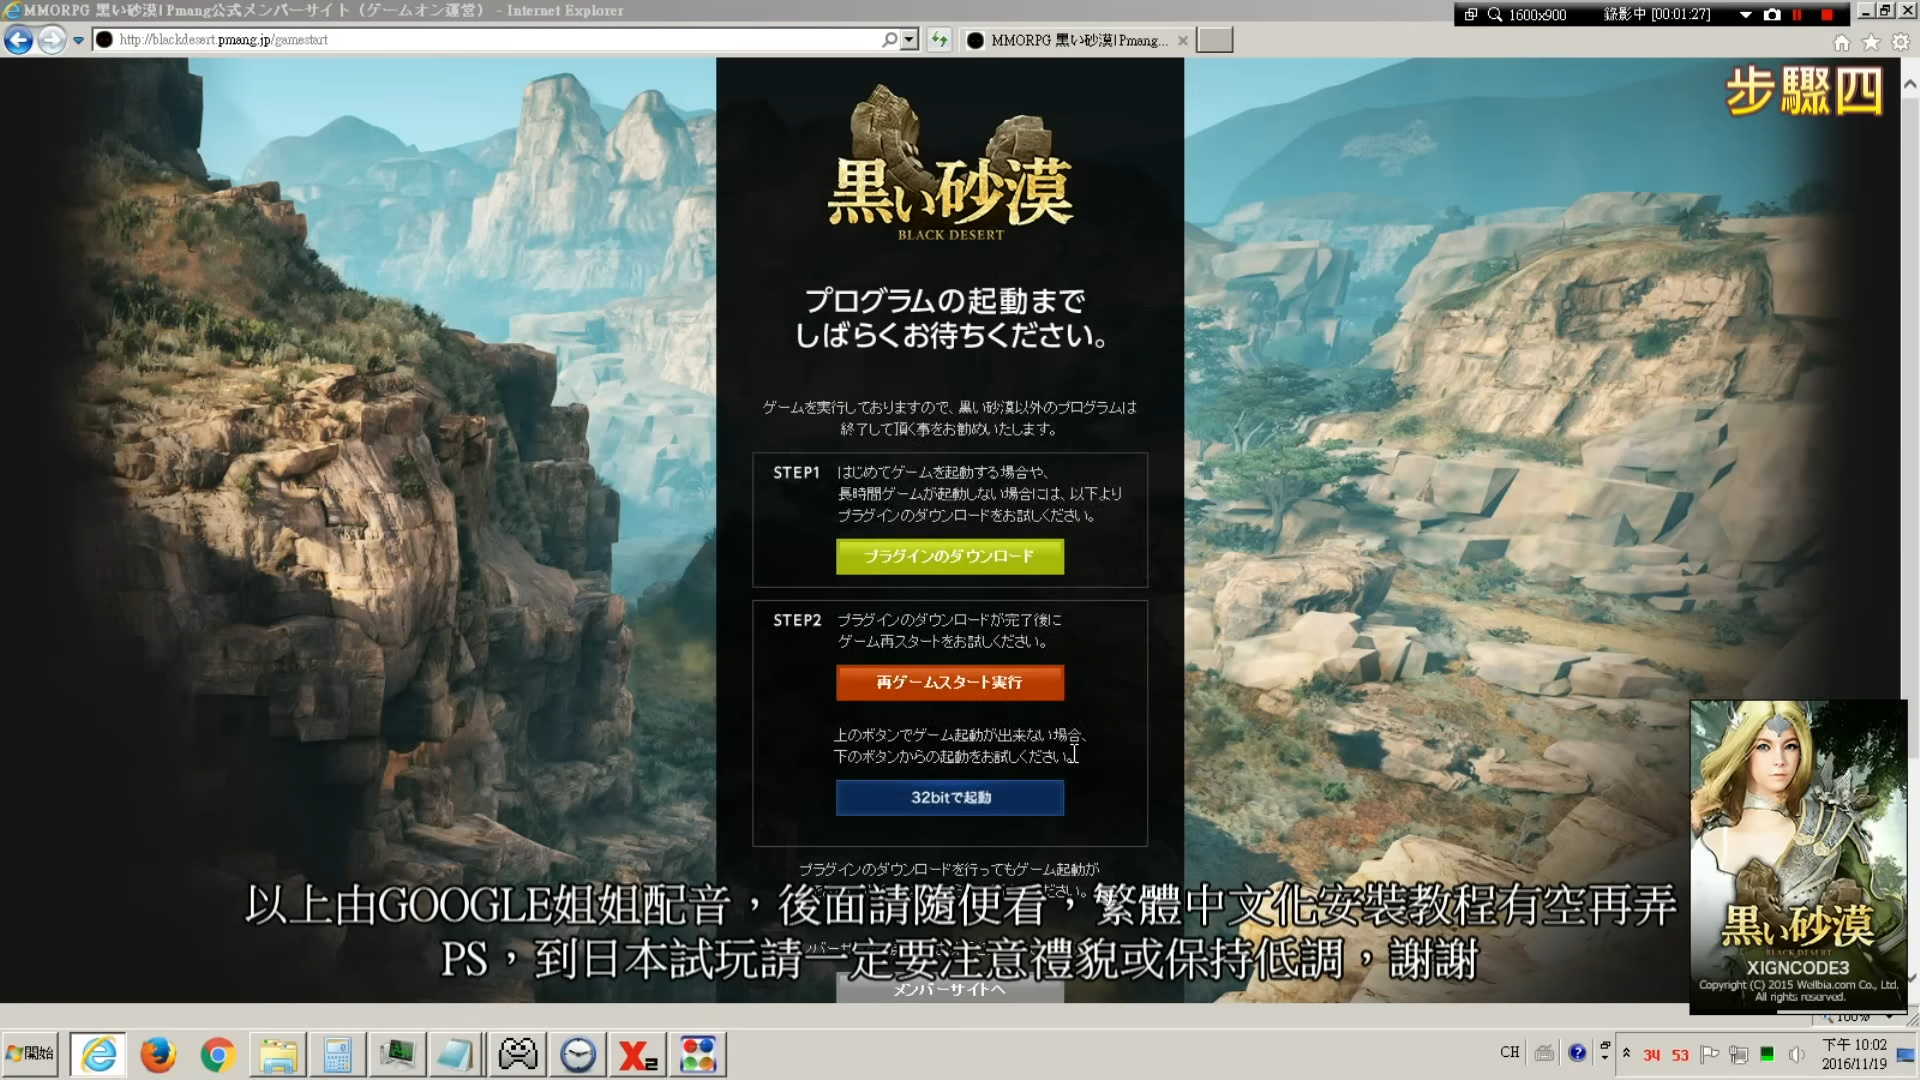 MMORPG 黒い砂漠|Pmang公式メンバーサイト（ゲームオン運営） - Internet Explorer
1600x900
錄影中 [00:01:27]
http://blackdesert.pmang.jp/gamestart
MMORPG 黒い砂漠|Pmang...
步驟四
黒い砂漠
BLACK DESERT
プログラムの起動まで
しばらくお待ちください。
ゲームを実行しておりますので、黒い砂漠以外のプログラムは
終了して頂く事をお勧めいたします。
STEP1
はじめてゲームを起動する場合や、
長時間ゲームが起動しない場合には、以下より
プラグインのダウンロードをお試しください。
プラグインのダウンロード
STEP2
プラグインのダウンロードが完了後に
ゲーム再スタートをお試しください。
再ゲームスタート実行
上のボタンでゲーム起動が出来ない場合、
下のボタンからの起動をお試しください。
32bitで起動
プラグインのダウンロードを行ってもゲーム起動が
以上由GOOGLE姐姐配音，後面請隨便看，繁體中文化安裝教程有空再弄
PS，到日本試玩請一定要注意禮貌或保持低調，謝謝
メンバーサイトへ
黒い砂漠
BLACK DESERT
XIGNCODE3
Copyright (C) 2015 Wellbia.com Co., Ltd.
All rights reserved.
100%
開始
X2
CH
34
53
下午 10:02
2016/11/19